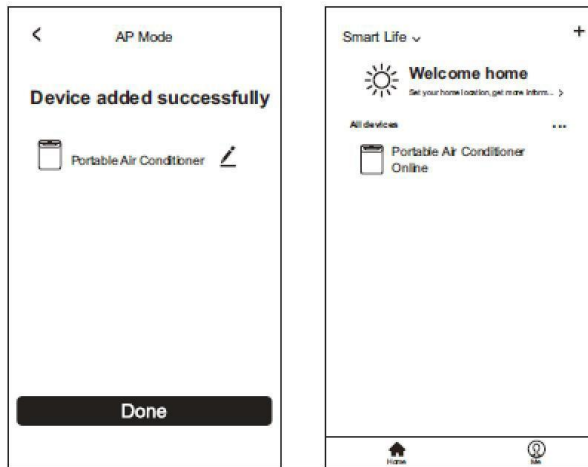 AP Mode
Device added successfully
Portable Air Conditioner
Done
Smart Life
Welcome home
Set your home location, get more Inform...
All devices
Portable Air Conditioner
Online
Home
Me